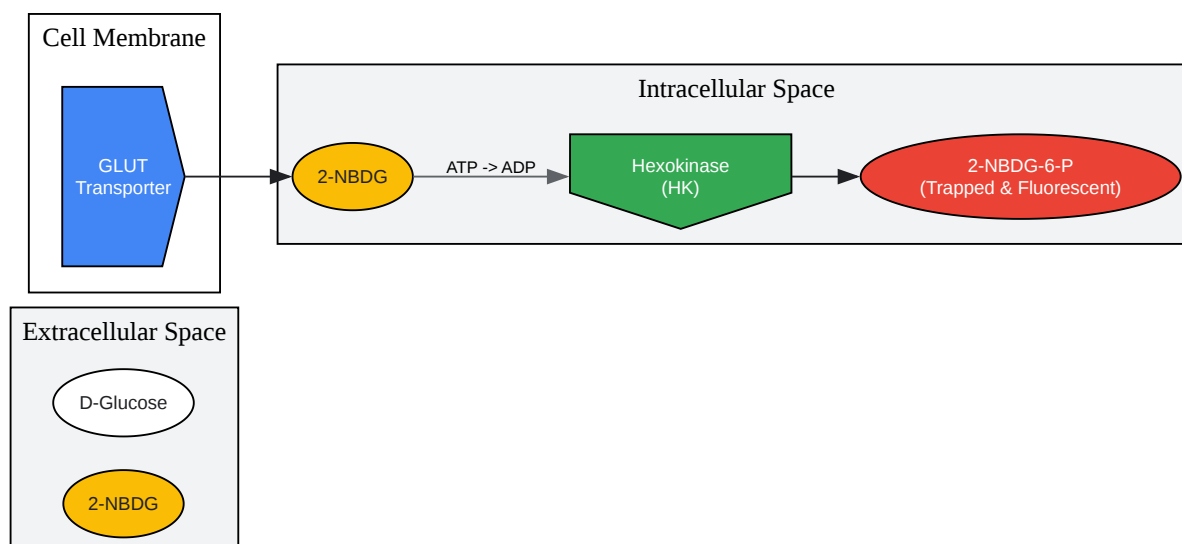 Cell Membrane
GLUT
Transporter
Intracellular Space
2-NBDG
ATP -> ADP
Hexokinase
(HK)
2-NBDG-6-P
(Trapped & Fluorescent)
Extracellular Space
D-Glucose
2-NBDG